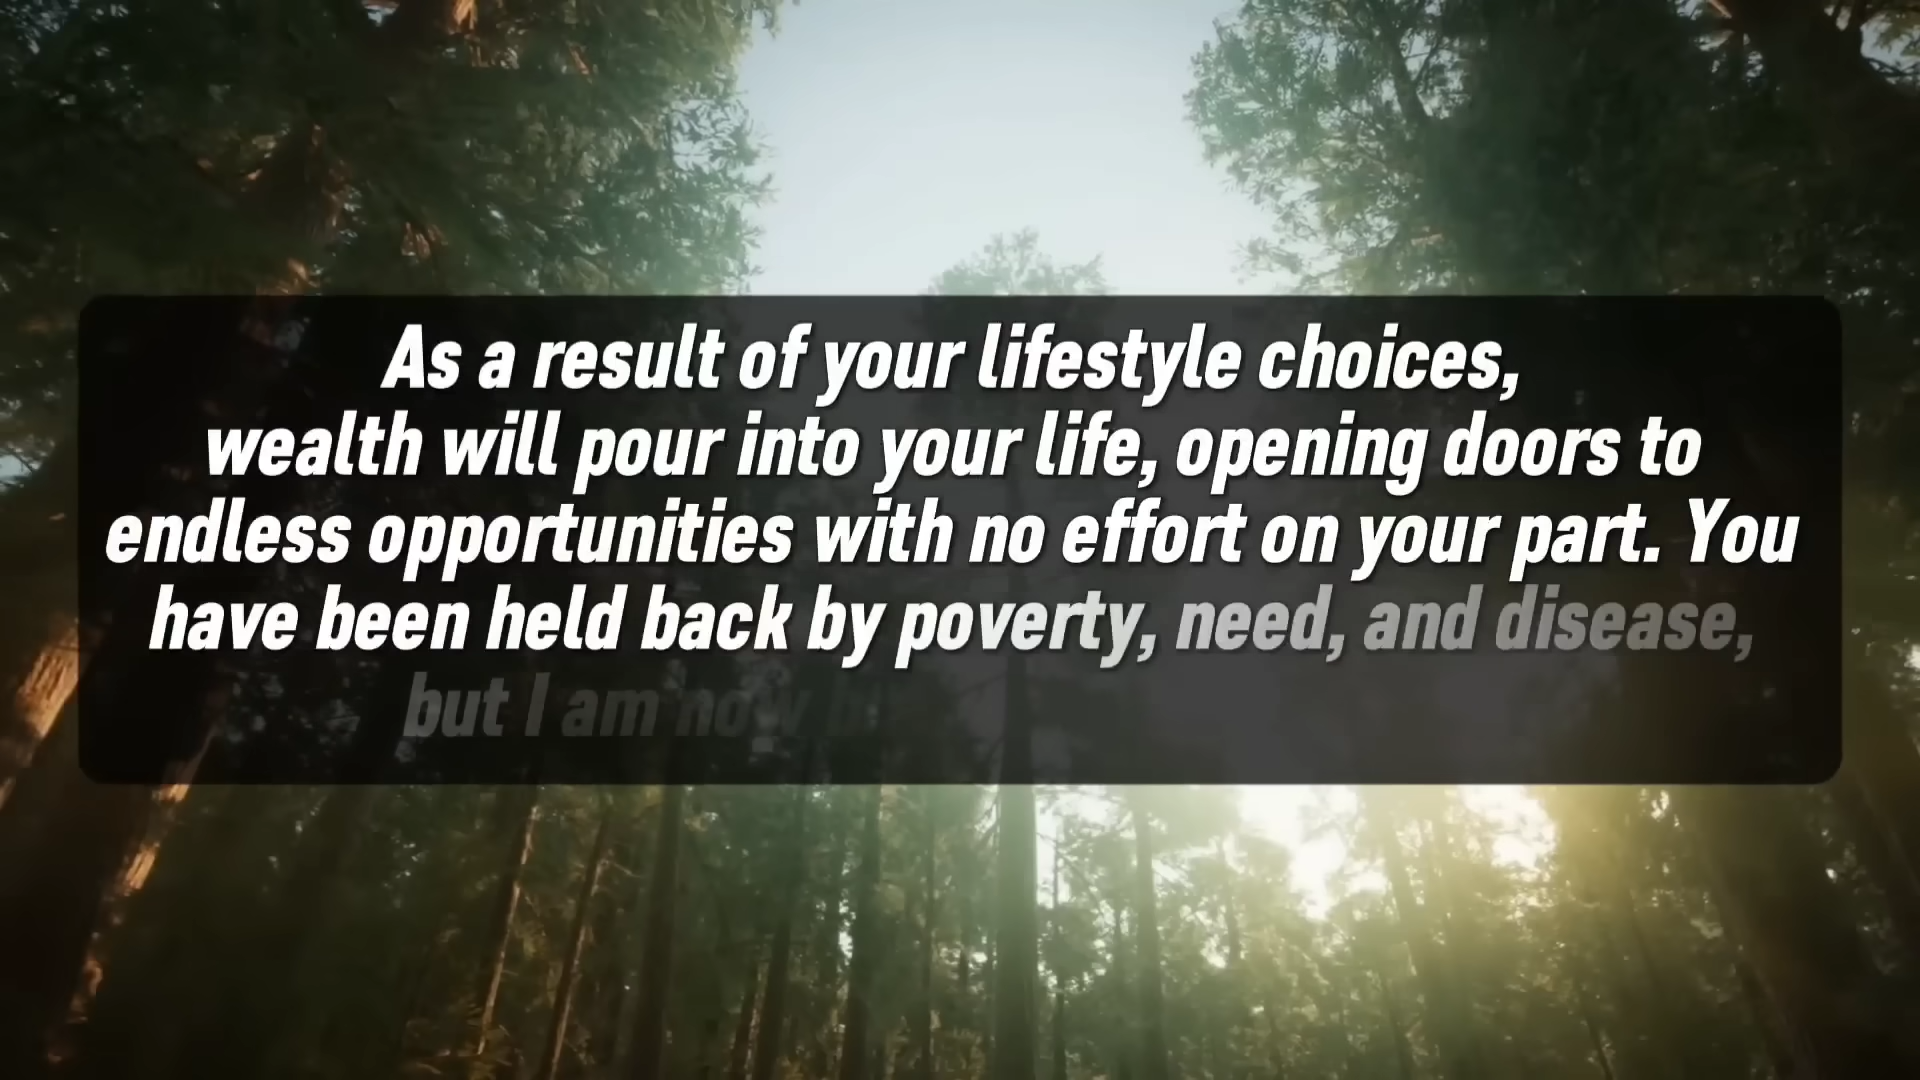 As a result of your lifestyle choices,
wealth will pour into your life, opening doors to
endless opportunities with no effort on your part. You
have been held back by poverty, need, and disease,
but I am now